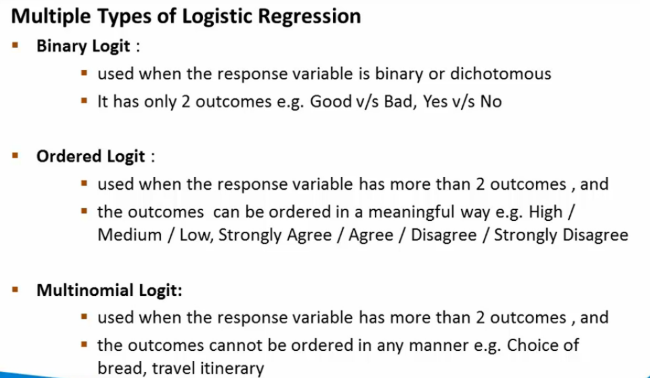 Multiple Types of Logistic Regression
▪ Binary Logit :
▪ used when the response variable is binary or dichotomous
▪ It has only 2 outcomes e.g. Good v/s Bad, Yes v/s No
▪ Ordered Logit :
▪ used when the response variable has more than 2 outcomes , and
▪ the outcomes can be ordered in a meaningful way e.g. High /
Medium / Low, Strongly Agree / Agree / Disagree / Strongly Disagree
▪ Multinomial Logit:
▪ used when the response variable has more than 2 outcomes , and
▪ the outcomes cannot be ordered in any manner e.g. Choice of
bread, travel itinerary